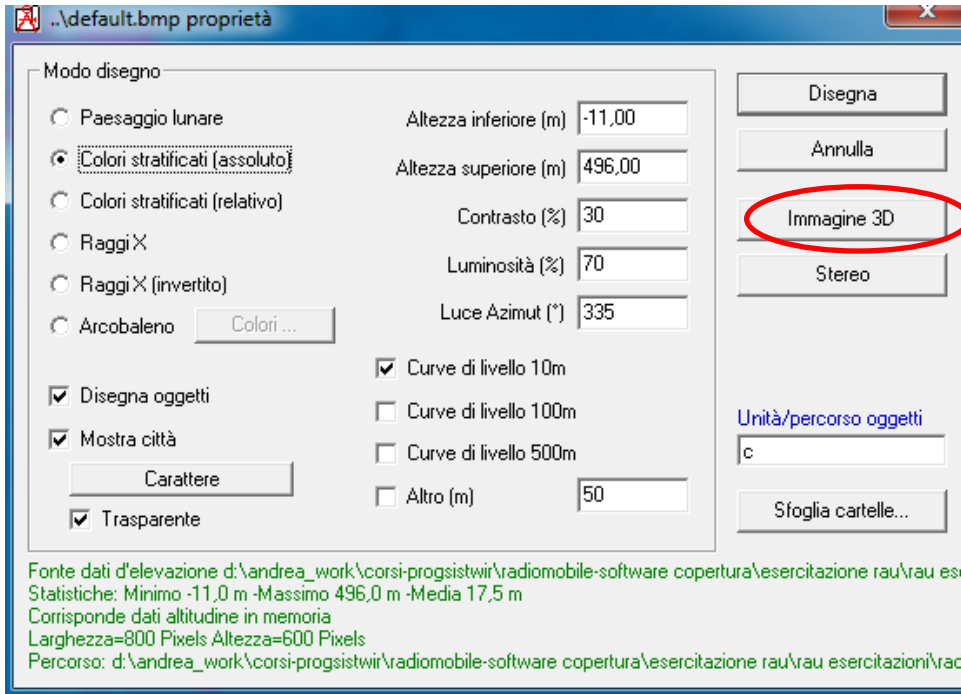 ..\default.bmp proprietà
x
Modo disegno
Paesaggio lunare
Colori stratificati (assoluto)
Colori stratificati (relativo)
Raggi X
Raggi X (invertito)
Arcobaleno
Colori ...
Altezza inferiore (m) -11,00
Altezza superiore (m) 496,00
Contrasto (%) 30
Luminosità (%) 70
Luce Azimut (°) 335
Disegna oggetti
Mostra città
Carattere
Trasparente
Curve di livello 10m
Curve di livello 100m
Curve di livello 500m
Altro (m) 50
Disegna
Annulla
Immagine 3D
Stereo
Unità/percorso oggetti
c
Sfoglia cartelle...
Fonte dati d'elevazione d:\andrea_work\corsi-progsistwir\radiomobile-software copertura\esercitazione rau\rau ese
Statistiche: Minimo -11,0 m -Massimo 496,0 m -Media 17,5 m
Corrisponde dati altitudine in memoria
Larghezza=800 Pixels Altezza=600 Pixels
Percorso: d:\andrea_work\corsi-progsistwir\radiomobile-software copertura\esercitazione rau\rau esercitazioni\rad